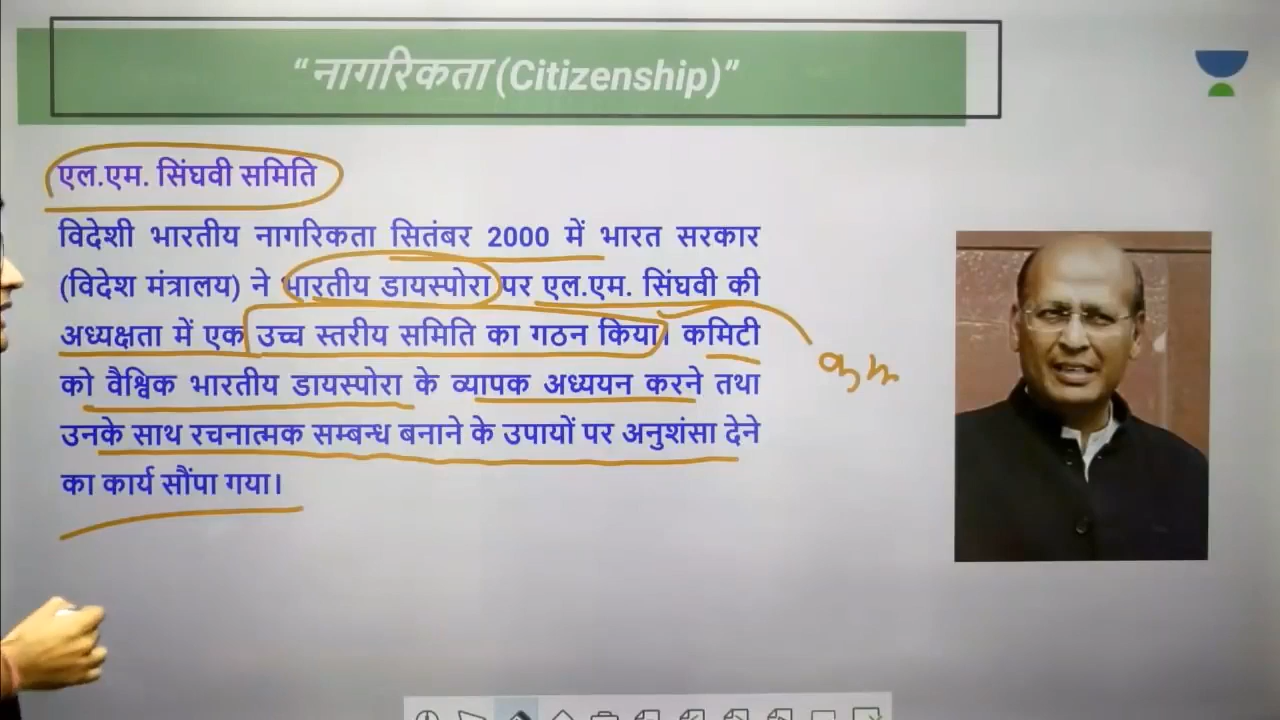 “नागरिकता (Citizenship)”
एल.एम. सिंघवी समिति
विदेशी भारतीय नागरिकता सितंबर 2000 में भारत सरकार
(विदेश मंत्रालय) ने भारतीय डायस्पोरा पर एल.एम. सिंघवी की
अध्यक्षता में एक उच्च स्तरीय समिति का गठन किया। कमिटी
को वैश्विक भारतीय डायस्पोरा के व्यापक अध्ययन करने तथा
उनके साथ रचनात्मक सम्बन्ध बनाने के उपायों पर अनुशंसा देने
का कार्य सौंपा गया।